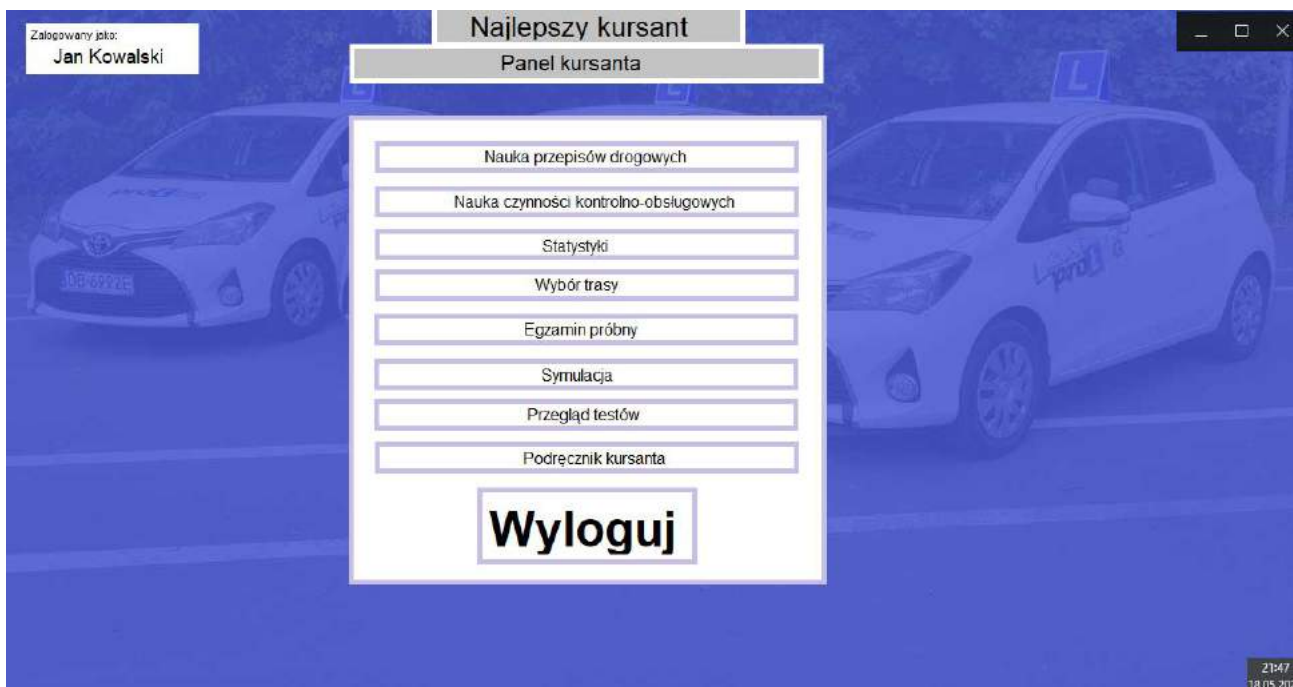 Zalogowany jako:
Jan Kowalski
Najlepszy kursant
Panel kursanta
L
L
L
Nauka przepisów drogowych
Nauka czynności kontrolno-obsługowych
Statystyki
Wybór trasy
Egzamin próbny
Symulacja
Przegląd testów
Podręcznik kursanta
Wyloguj
21:47